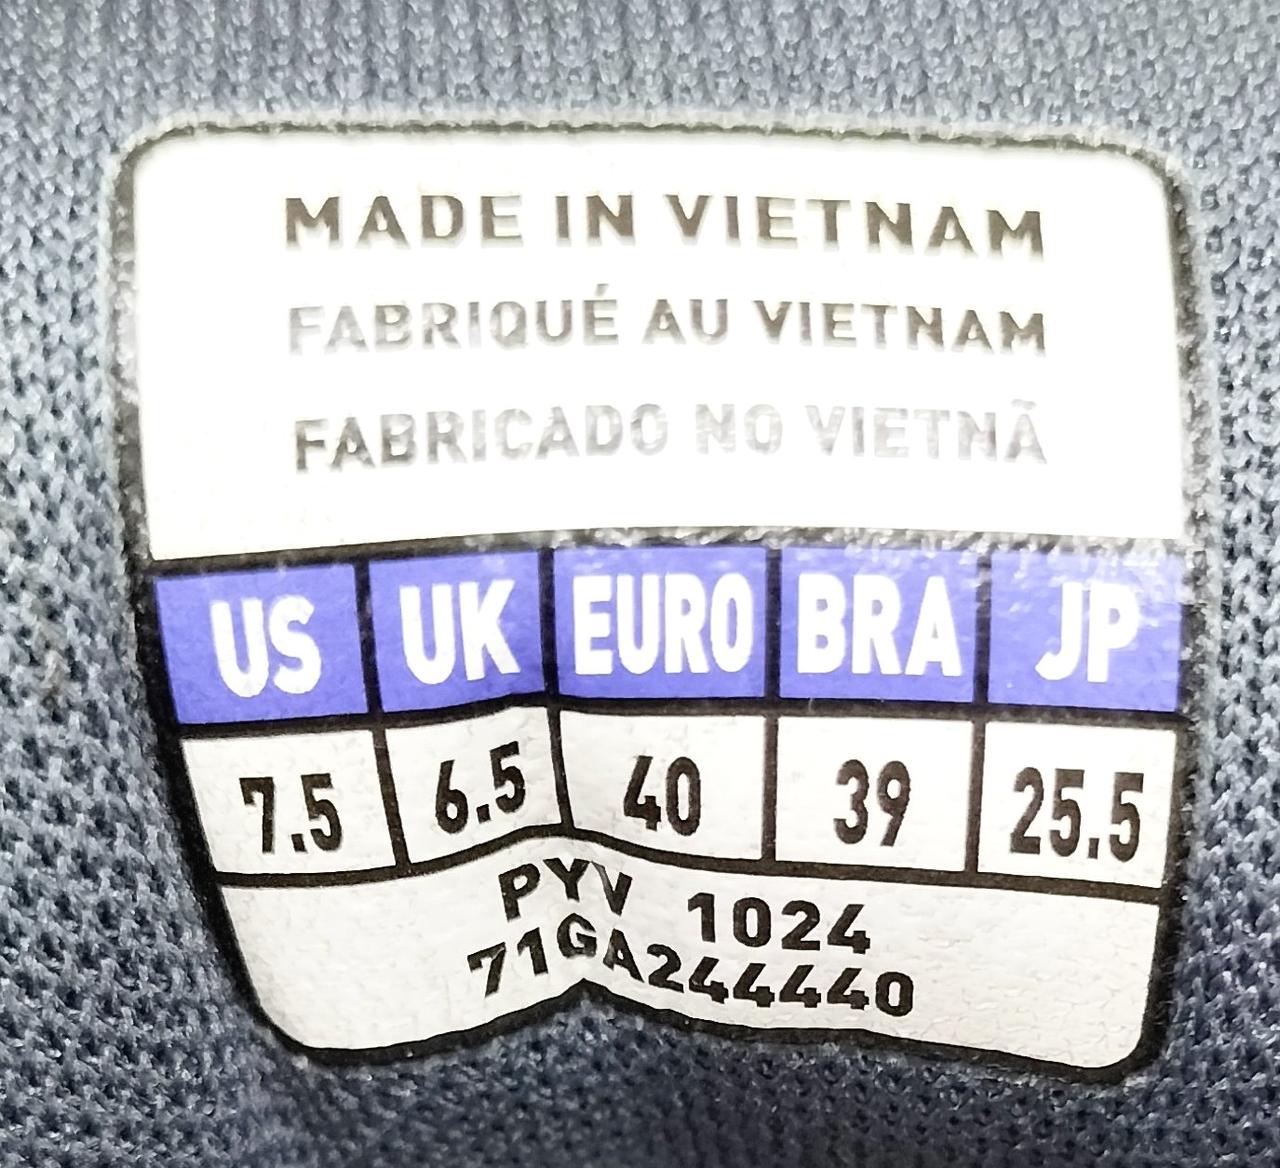 MADE IN VIETNAM
FABRIQUÉ AU VIETNAM
FABRICADO NO VIETNÃ
US UK EURO BRA JP
7.5 6.5 40 39 25.5
PYV 1024
71GA244440